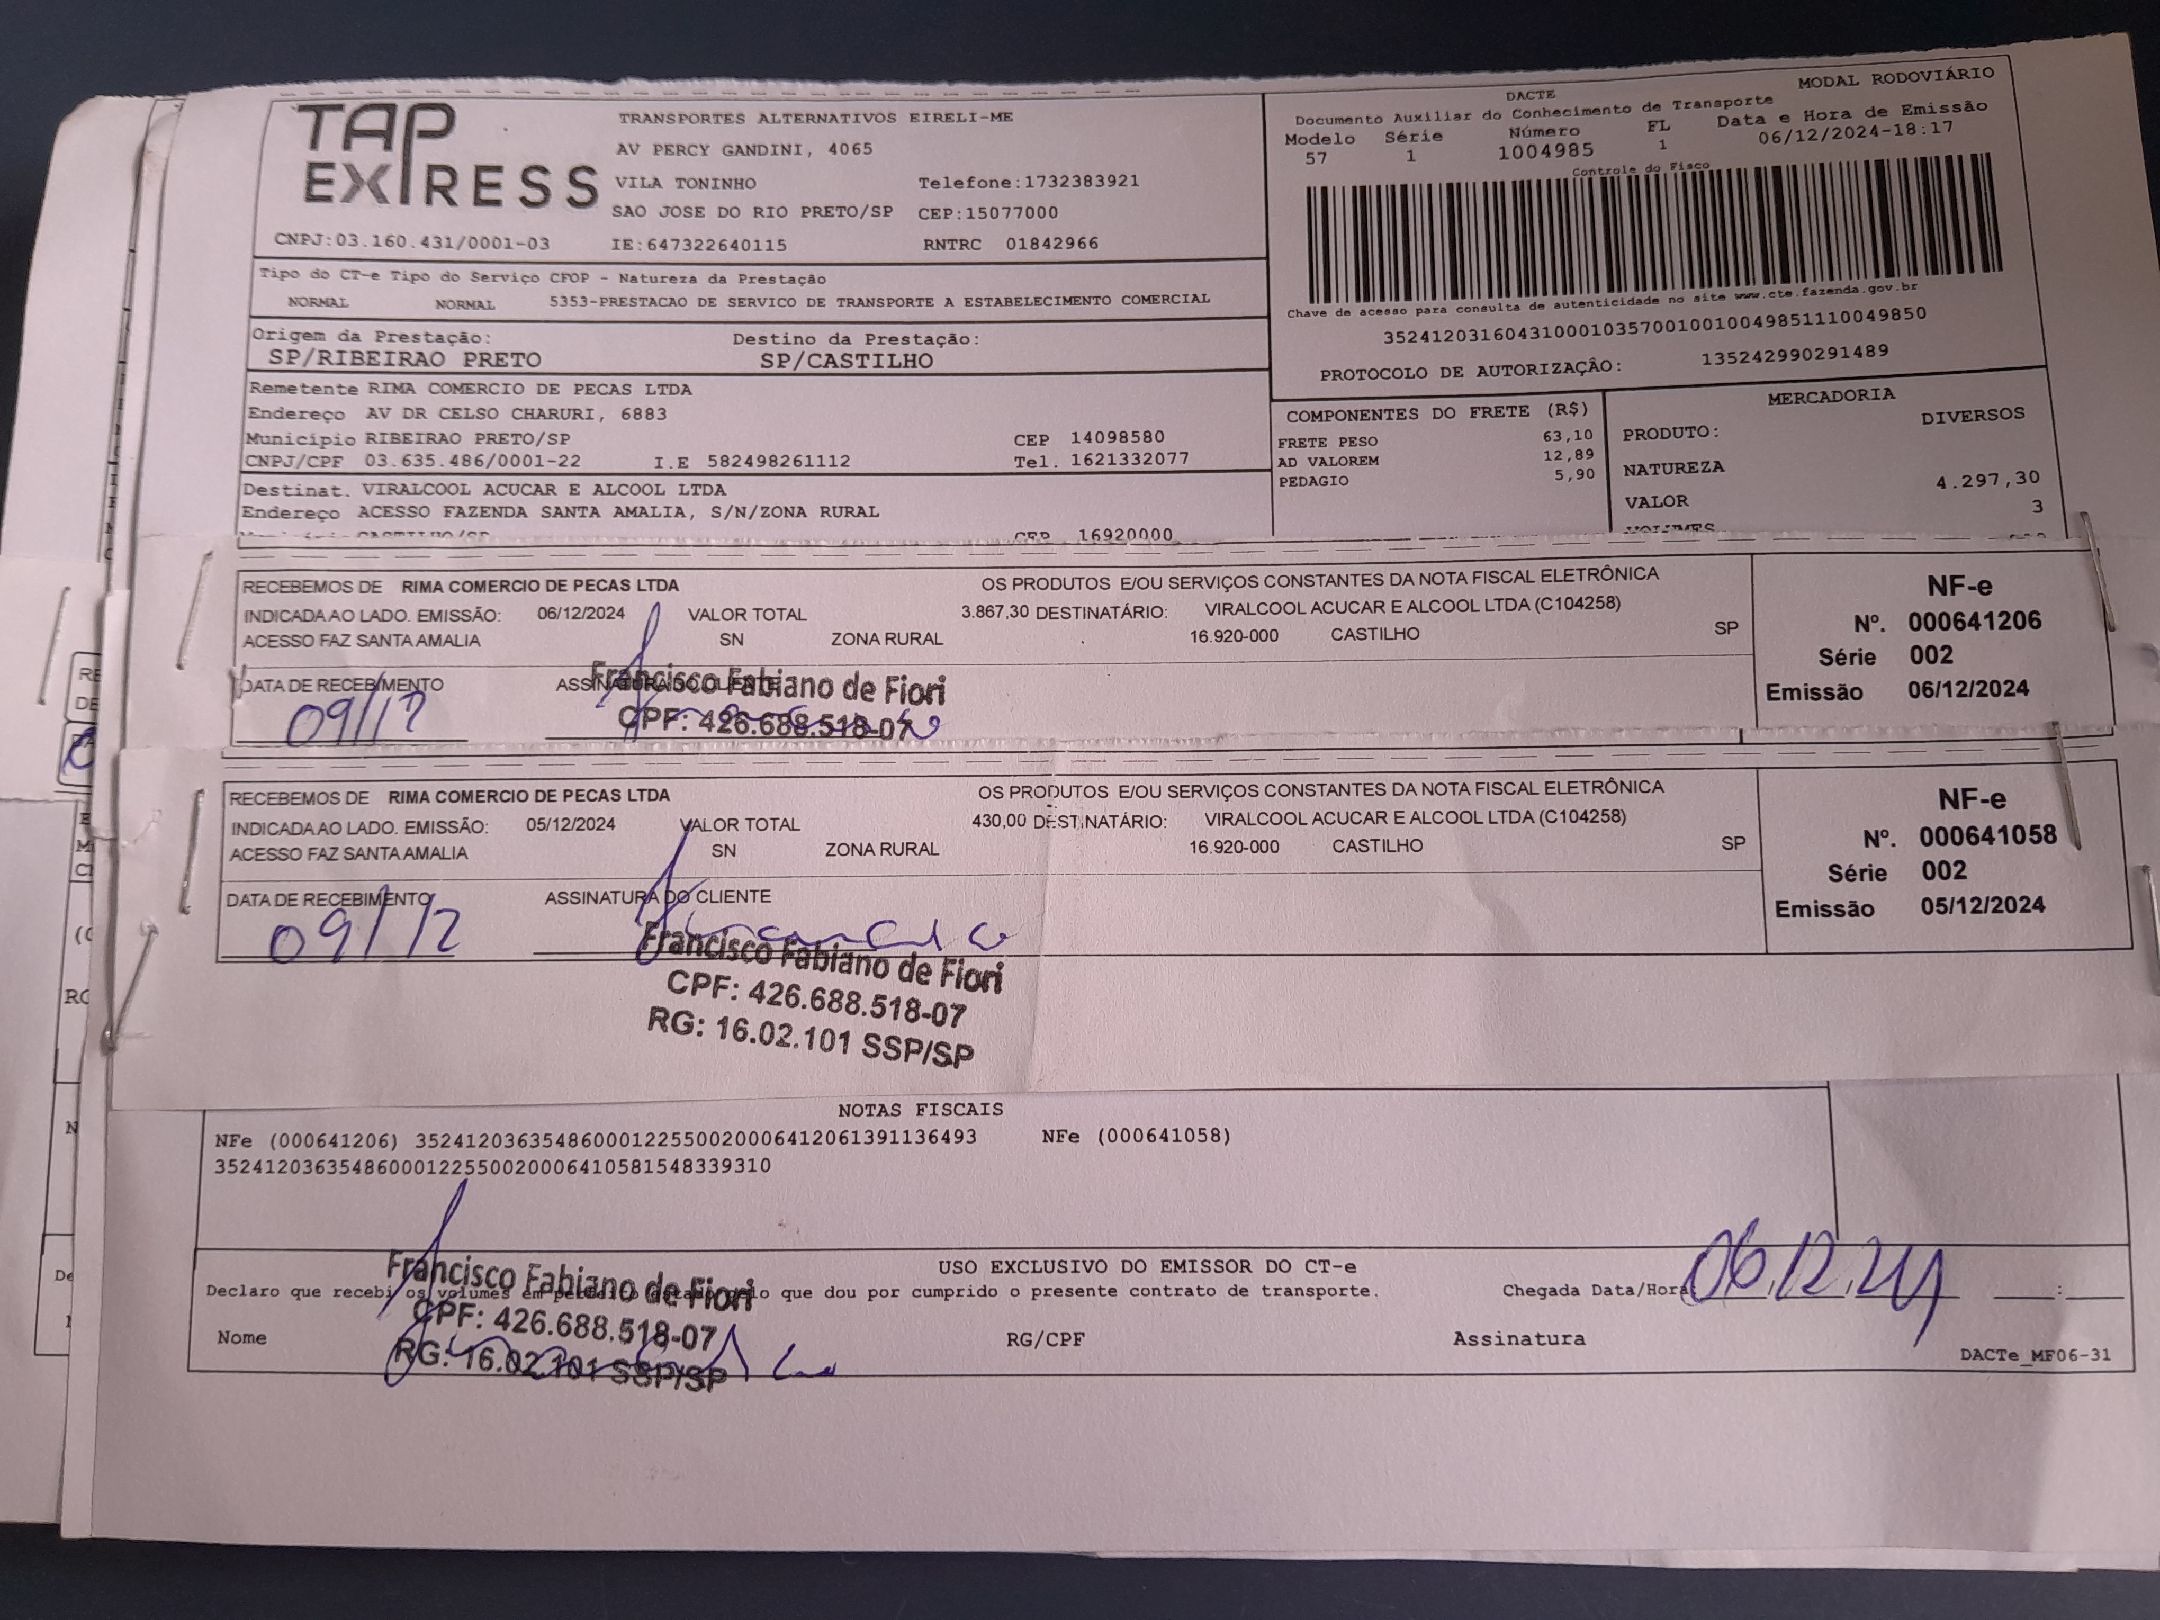 TAP EXPRESS
TRANSPORTES ALTERNATIVOS EIRELI-ME
AV PERCY GANDINI, 4065
VILA TONINHO Telefone:1732383921
SAO JOSE DO RIO PRETO/SP CEP:15077000
CNPJ:03.160.431/0001-03 IE:647322640115 RNTRC 01842966
DACTE MODAL RODOVIÁRIO
Documento Auxiliar do Conhecimento de Transporte
Modelo Série Número FL Data e Hora de Emissão
57 1 1004985 1 06/12/2024-18:17
Controle do Fisco
Chave de acesso para consulta de autenticidade no site www.cte.fazenda.gov.br
35241203160431000103570010010049851110049850
PROTOCOLO DE AUTORIZAÇÂO: 135242990291489
Tipo do CT-e Tipo do Serviço CFOP - Natureza da Prestação
NORMAL NORMAL 5353-PRESTACAO DE SERVICO DE TRANSPORTE A ESTABELECIMENTO COMERCIAL
Origem da Prestação: Destino da Prestação:
SP/RIBEIRAO PRETO SP/CASTILHO
Remetente RIMA COMERCIO DE PECAS LTDA
Endereço AV DR CELSO CHARURI, 6883
Município RIBEIRAO PRETO/SP CEP 14098580
CNPJ/CPF 03.635.486/0001-22 I.E 582498261112 Tel. 1621332077
Destinat. VIRALCOOL ACUCAR E ALCOOL LTDA
Endereço ACESSO FAZENDA SANTA AMALIA, S/N/ZONA RURAL
CASTILHO/SP CEP 16920000
COMPONENTES DO FRETE (R$)
FRETE PESO 63,10
AD VALOREM 12,89
PEDAGIO 5,90
MERCADORIA
PRODUTO: DIVERSOS
NATUREZA
VALOR 4.297,30
VOLUMES 3
RECEBEMOS DE RIMA COMERCIO DE PECAS LTDA OS PRODUTOS E/OU SERVIÇOS CONSTANTES DA NOTA FISCAL ELETRÔNICA
INDICADA AO LADO. EMISSÃO: 06/12/2024 VALOR TOTAL 3.867,30 DESTINATÁRIO: VIRALCOOL ACUCAR E ALCOOL LTDA (C104258)
ACESSO FAZ SANTA AMALIA SN ZONA RURAL 16.920-000 CASTILHO SP
DATA DE RECEBIMENTO ASSINATURA DO CLIENTE
09/12
Francisco Fabiano de Fiori
CPF: 426.688.518-07
NF-e
Nº. 000641206
Série 002
Emissão 06/12/2024
RECEBEMOS DE RIMA COMERCIO DE PECAS LTDA OS PRODUTOS E/OU SERVIÇOS CONSTANTES DA NOTA FISCAL ELETRÔNICA
INDICADA AO LADO. EMISSÃO: 05/12/2024 VALOR TOTAL 430,00 DESTINATÁRIO: VIRALCOOL ACUCAR E ALCOOL LTDA (C104258)
ACESSO FAZ SANTA AMALIA SN ZONA RURAL 16.920-000 CASTILHO SP
DATA DE RECEBIMENTO ASSINATURA DO CLIENTE
09/12
Francisco Fabiano de Fiori
CPF: 426.688.518-07
RG: 16.02.101 SSP/SP
NF-e
Nº. 000641058
Série 002
Emissão 05/12/2024
NOTAS FISCAIS
NFe (000641206) 35241203635486000122550020006412061391136493 NFe (000641058)
35241203635486000122550020006410581548339310
USO EXCLUSIVO DO EMISSOR DO CT-e
Declaro que recebi os volumes em perfeito estado pelo que dou por cumprido o presente contrato de transporte. Chegada Data/Hora 06.12.24 :
Francisco Fabiano de Fiori
CPF: 426.688.518-07
RG: 16.02.101 SSP/SP
Nome RG/CPF Assinatura
DACTe_MF06-31